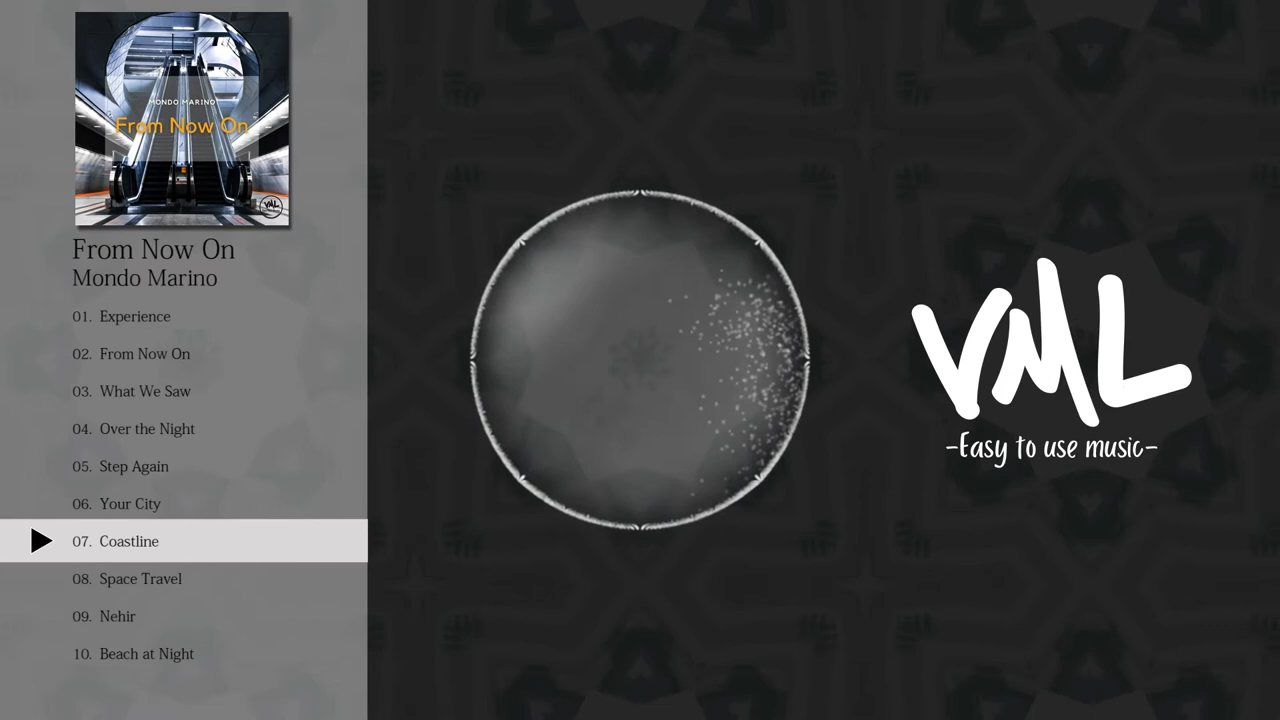 MONDO MARINO
From Now On
VML
From Now On
Mondo Marino
01. Experience
02. From Now On
03. What We Saw
04. Over the Night
05. Step Again
06. Your City
07. Coastline
08. Space Travel
09. Nehir
10. Beach at Night
VML
-Easy to use music-